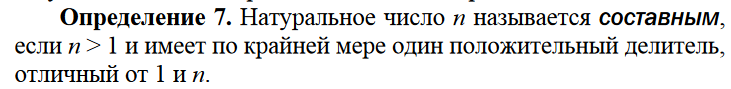 Определение 7. Натуральное число n называется составным,
если n > 1 и имеет по крайней мере один положительный делитель,
отличный от 1 и n.